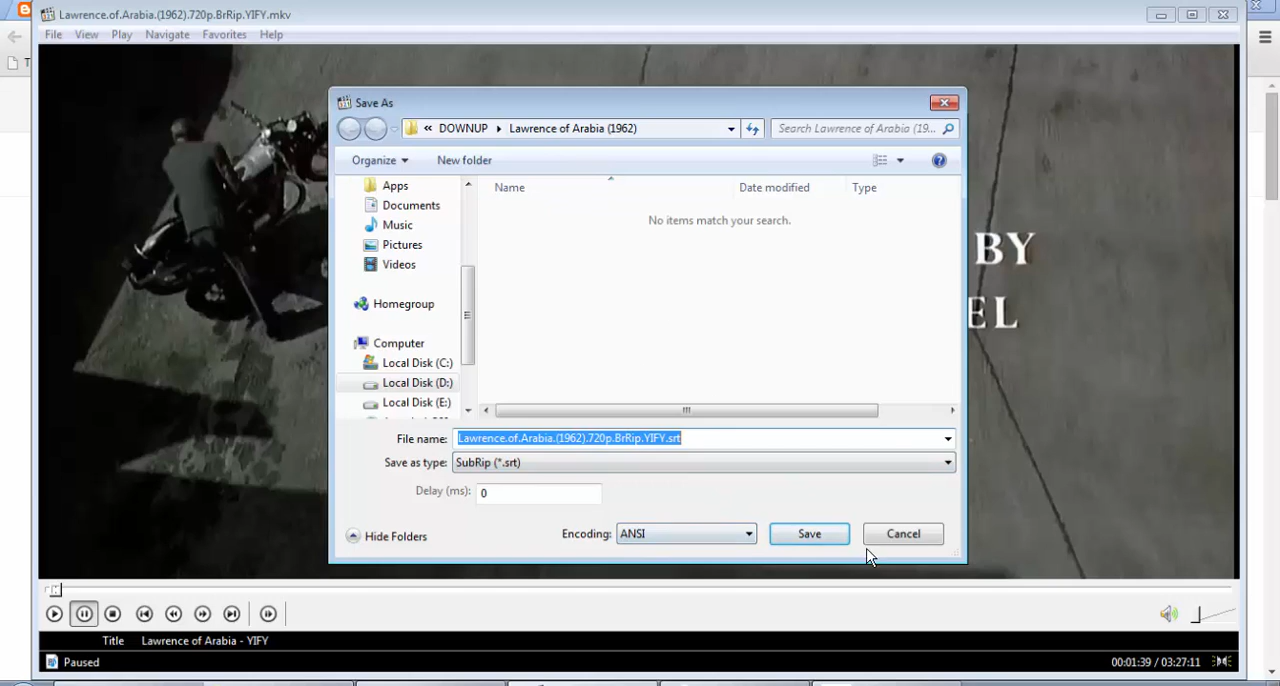 Lawrence.of.Arabia.(1962).720p.BrRip.YIFY.mkv
File View Play Navigate Favorites Help
T
Save As
« DOWNUP Lawrence of Arabia (1962)
Search Lawrence of Arabia (19...
Organize New folder
Apps
Documents
Music
Pictures
Videos
Homegroup
Computer
Local Disk (C:)
Local Disk (D:)
Local Disk (E:)
Name Date modified Type
No items match your search.
BY
EL
File name: Lawrence.of.Arabia.(1962).720p.BrRip.YIFY.srt
Save as type: SubRip (*.srt)
Delay (ms): 0
Hide Folders Encoding: ANSI Save Cancel
Title Lawrence of Arabia - YIFY
Paused 00:01:39 / 03:27:11